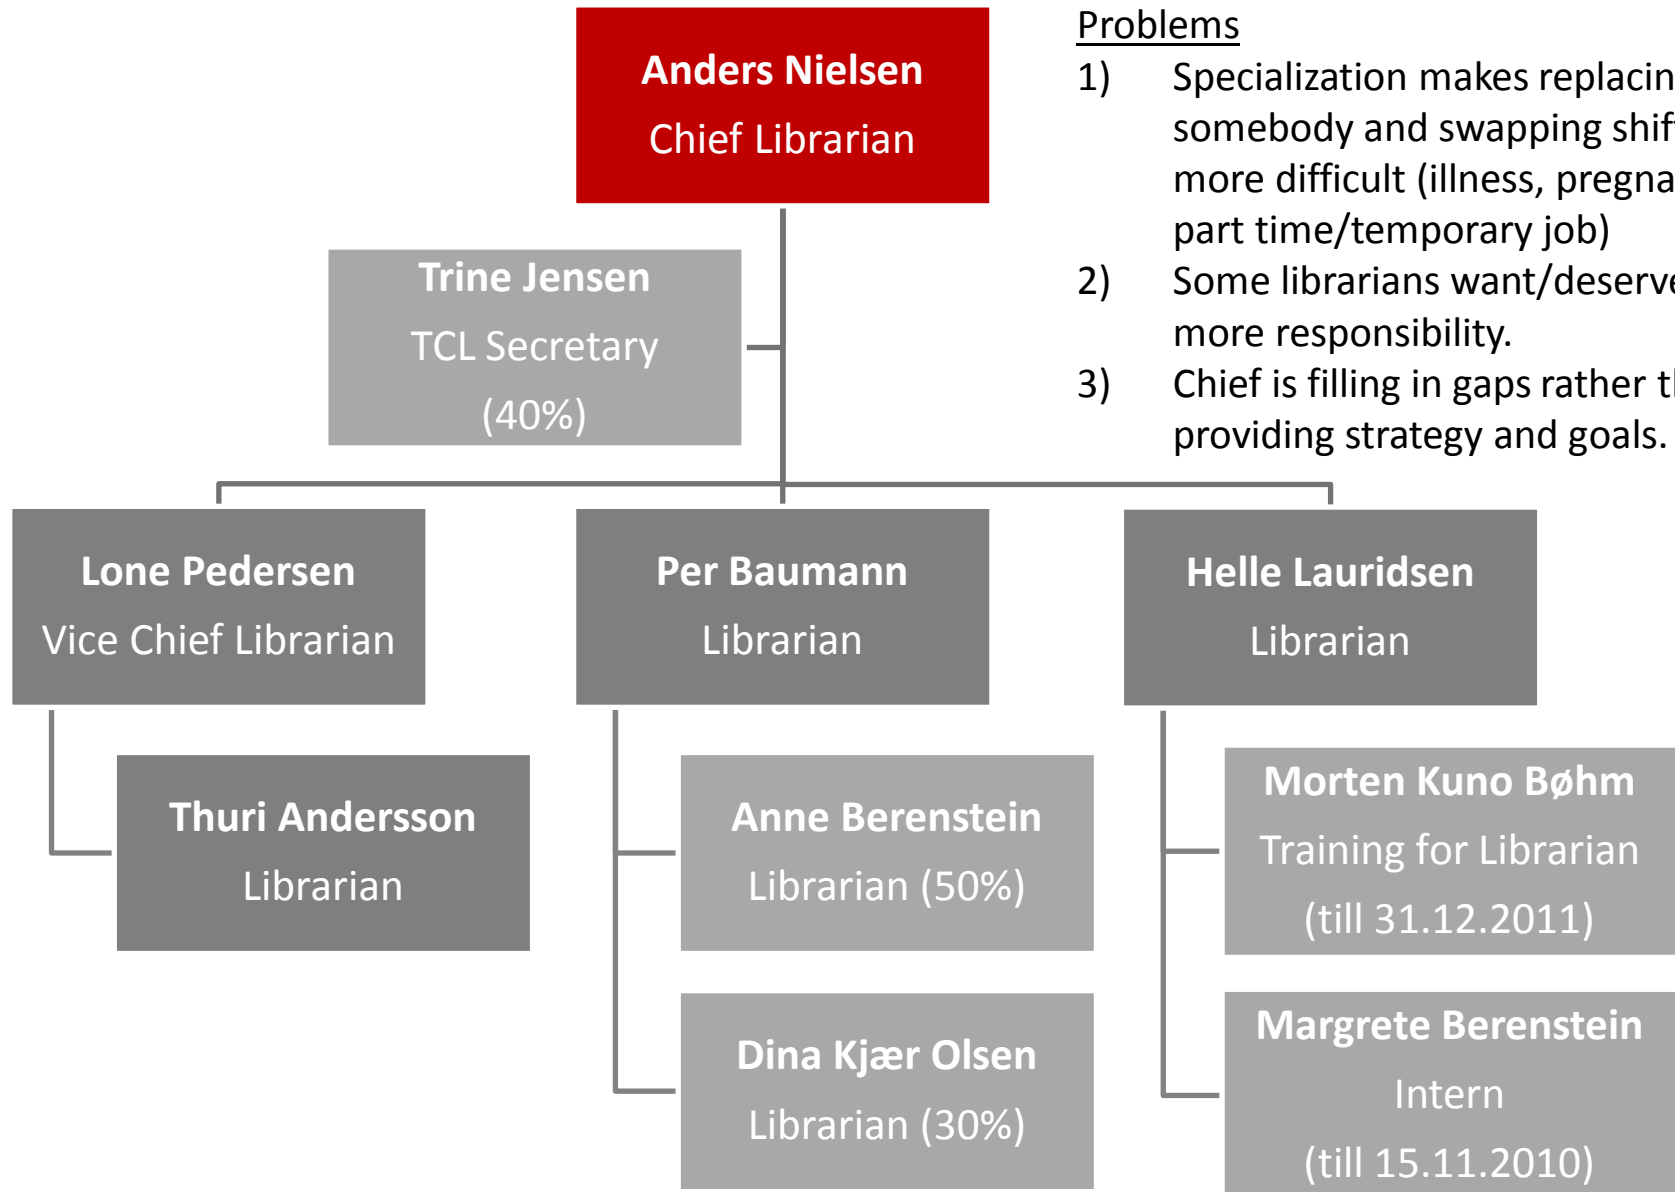 Anders Nielsen
Chief Librarian
Problems
1) Specialization makes replacin
somebody and swapping shif
more difficult (illness, pregna
part time/temporary job)
2) Some librarians want/deserve
more responsibility.
3) Chief is filling in gaps rather t
providing strategy and goals.
Trine Jensen
TCL Secretary
(40%)
Lone Pedersen
Vice Chief Librarian
Per Baumann
Librarian
Helle Lauridsen
Librarian
Thuri Andersson
Librarian
Anne Berenstein
Librarian (50%)
Morten Kuno Bøhm
Training for Librarian
(till 31.12.2011)
Dina Kjær Olsen
Librarian (30%)
Margrete Berenstein
Intern
(till 15.11.2010)